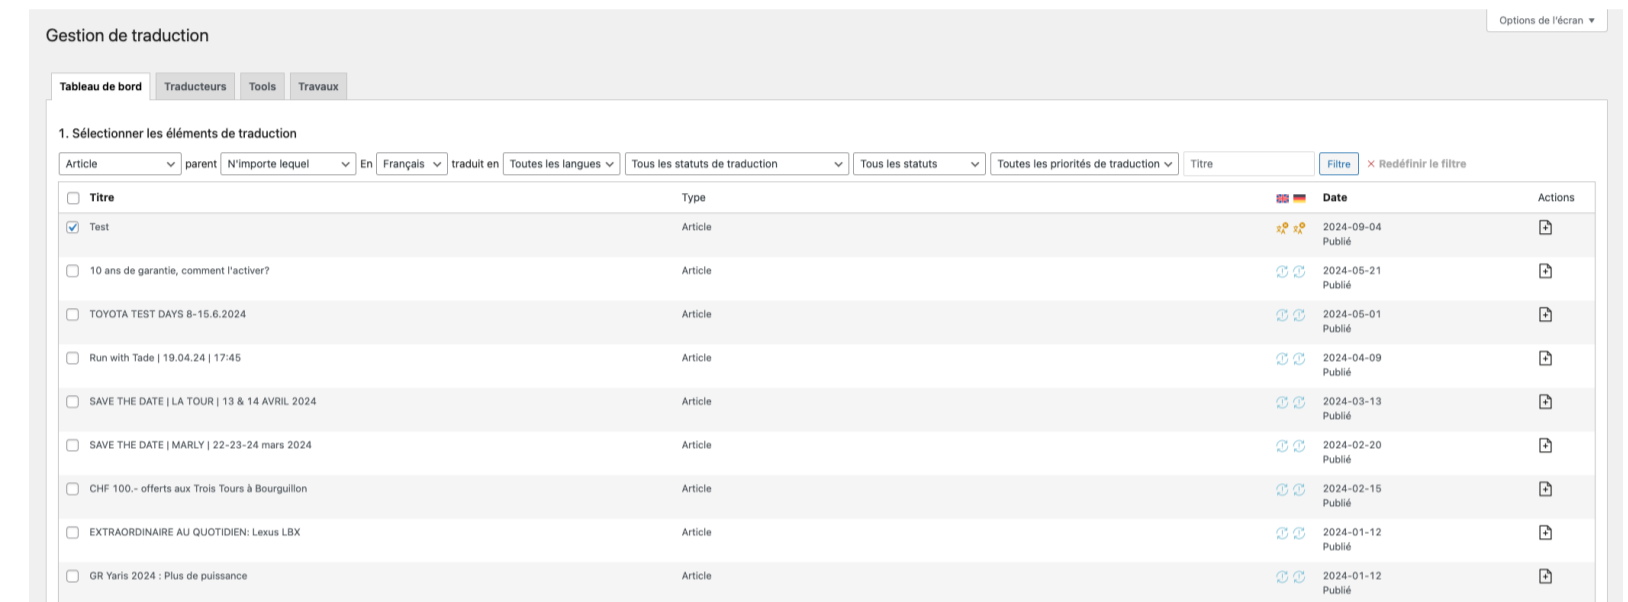 Options de l'écran ▼
Gestion de traduction
Tableau de bord Traducteurs Tools Travaux
1. Sélectionner les éléments de traduction
Article parent N'importe lequel En Français traduit en Toutes les langues Tous les statuts de traduction Tous les statuts Toutes les priorités de traduction Titre Filtre × Redéfinir le filtre
Titre Type Date Actions
Test Article 2024-09-04
Publié
10 ans de garantie, comment l'activer? Article 2024-05-21
Publié
TOYOTA TEST DAYS 8-15.6.2024 Article 2024-05-01
Publié
Run with Tade | 19.04.24 | 17:45 Article 2024-04-09
Publié
SAVE THE DATE | LA TOUR | 13 & 14 AVRIL 2024 Article 2024-03-13
Publié
SAVE THE DATE | MARLY | 22-23-24 mars 2024 Article 2024-02-20
Publié
CHF 100.- offerts aux Trois Tours à Bourguillon Article 2024-02-15
Publié
EXTRAORDINAIRE AU QUOTIDIEN: Lexus LBX Article 2024-01-12
Publié
GR Yaris 2024 : Plus de puissance Article 2024-01-12
Publié